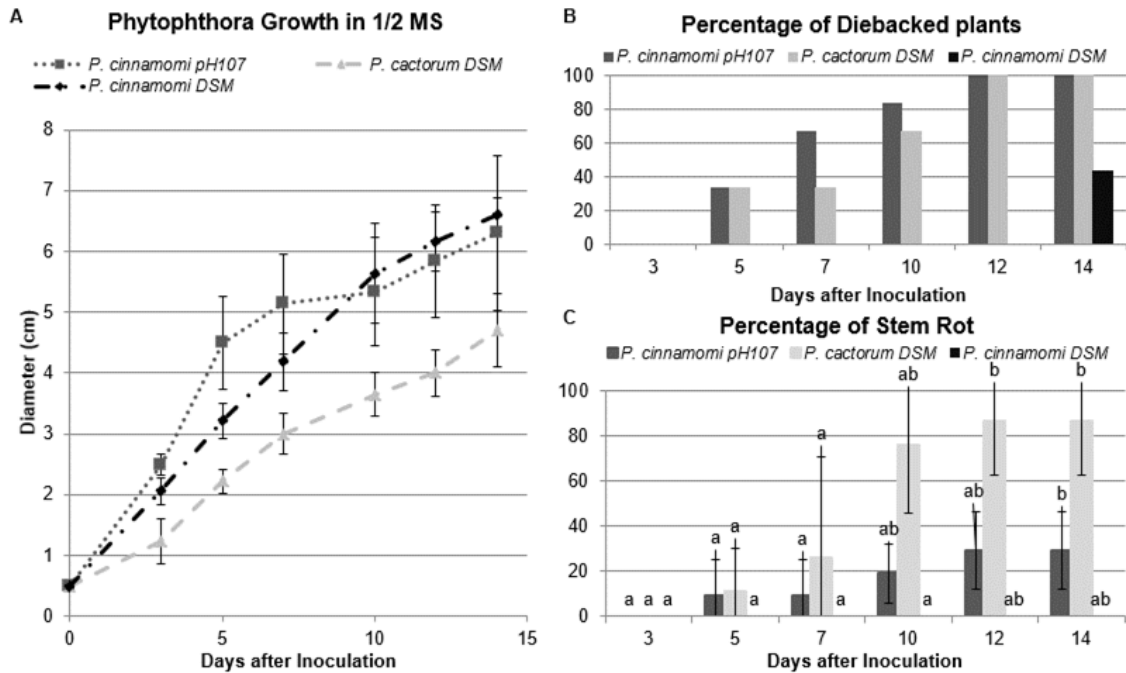 A
Phytophthora Growth in 1/2 MS
P. cinnamomi pH107
P. cactorum DSM
P. cinnamomi DSM
8
7
6
5
4
3
2
1
0
Diameter (cm)
0 5 10 15
Days after Inoculation
B
Percentage of Diebacked plants
P. cinnamomi pH107 P. cactorum DSM P. cinnamomi DSM
100
80
60
40
20
0
3 5 7 10 12 14
Days after Inoculation
C
Percentage of Stem Rot
P. cinnamomi pH107 P. cactorum DSM P. cinnamomi DSM
100
80
60
40
20
0
a a a
a a a
a a a
ab ab a
ab b ab
b b ab
3 5 7 10 12 14
Days after Inoculation